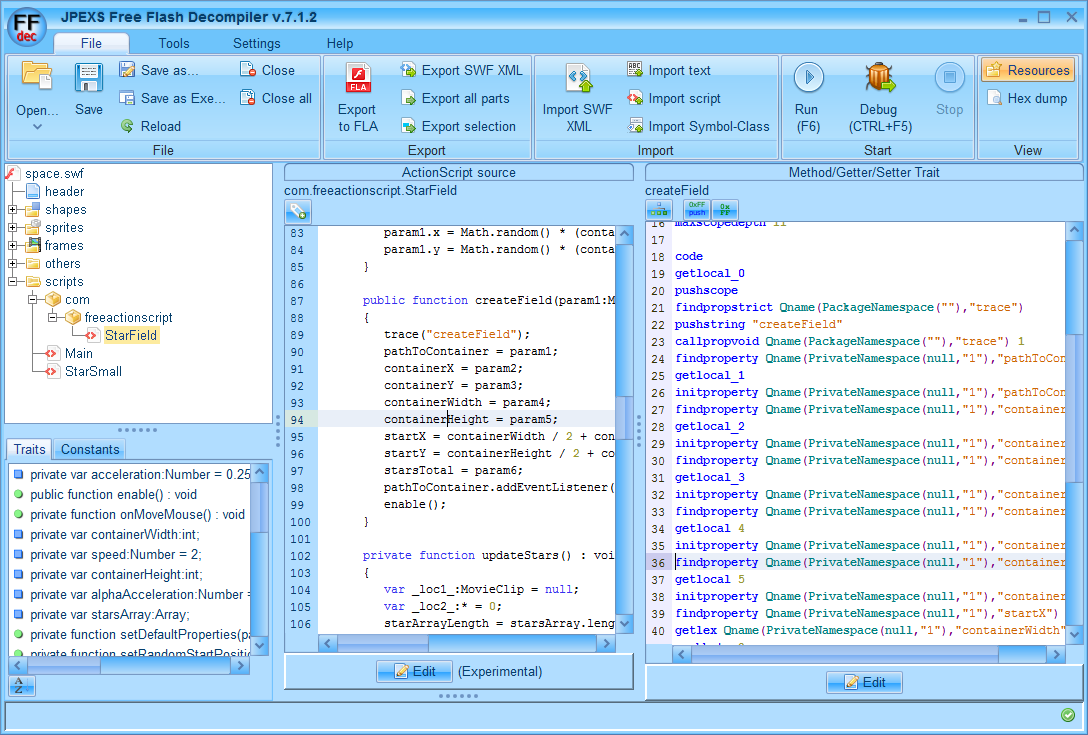 FF dec
JPEXS Free Flash Decompiler v.7.1.2
File Tools Settings Help
Open... Save Save as... Save as Exe... Reload Close Close all
File
FLA
Export to FLA Export SWF XML Export all parts Export selection
Export
Import SWF XML ABC Import text Import script Import Symbol-Class
Import
Run (F6) Debug (CTRL+F5) Stop
Start
Resources Hex dump
View
space.swf
header
shapes
sprites
frames
others
scripts
com
freeactionscript
StarField
Main
StarSmall
Traits Constants
private var acceleration:Number = 0.25
public function enable() : void
private function onMoveMouse() : void
private var containerWidth:int;
private var speed:Number = 2;
private var containerHeight:int;
private var alphaAcceleration:Number =
private var starsArray:Array;
private function setDefaultProperties(pa
private function setRandomStartPositio
A Z
ActionScript source
com.freeactionscript.StarField
83 param1.x = Math.random() * (conta
84 param1.y = Math.random() * (conta
85 }
86
87 public function createField(param1:M
88 {
89 trace("createField");
90 pathToContainer = param1;
91 containerX = param2;
92 containerY = param3;
93 containerWidth = param4;
94 containerHeight = param5;
95 startX = containerWidth / 2 + con
96 startY = containerHeight / 2 + co
97 starsTotal = param6;
98 pathToContainer.addEventListener(
99 enable();
100 }
101
102 private function updateStars() : voi
103 {
104 var _loc1_:MovieClip = null;
105 var _loc2_:* = 0;
106 starArrayLength = starsArray.leng
Edit (Experimental)
Method/Getter/Setter Trait
createField
0xFF push 0x FF
16 maxscopedepth 11
17
18 code
19 getlocal_0
20 pushscope
21 findpropstrict Qname(PackageNamespace(""),"trace")
22 pushstring "createField"
23 callpropvoid Qname(PackageNamespace(""),"trace") 1
24 findproperty Qname(PrivateNamespace(null,"1"),"pathToCon
25 getlocal_1
26 initproperty Qname(PrivateNamespace(null,"1"),"pathToCon
27 findproperty Qname(PrivateNamespace(null,"1"),"container
28 getlocal_2
29 initproperty Qname(PrivateNamespace(null,"1"),"container
30 findproperty Qname(PrivateNamespace(null,"1"),"container
31 getlocal_3
32 initproperty Qname(PrivateNamespace(null,"1"),"container
33 findproperty Qname(PrivateNamespace(null,"1"),"container
34 getlocal 4
35 initproperty Qname(PrivateNamespace(null,"1"),"container
36 findproperty Qname(PrivateNamespace(null,"1"),"container
37 getlocal 5
38 initproperty Qname(PrivateNamespace(null,"1"),"container
39 findproperty Qname(PrivateNamespace(null,"1"),"startX")
40 getlex Qname(PrivateNamespace(null,"1"),"containerWidth"
Edit